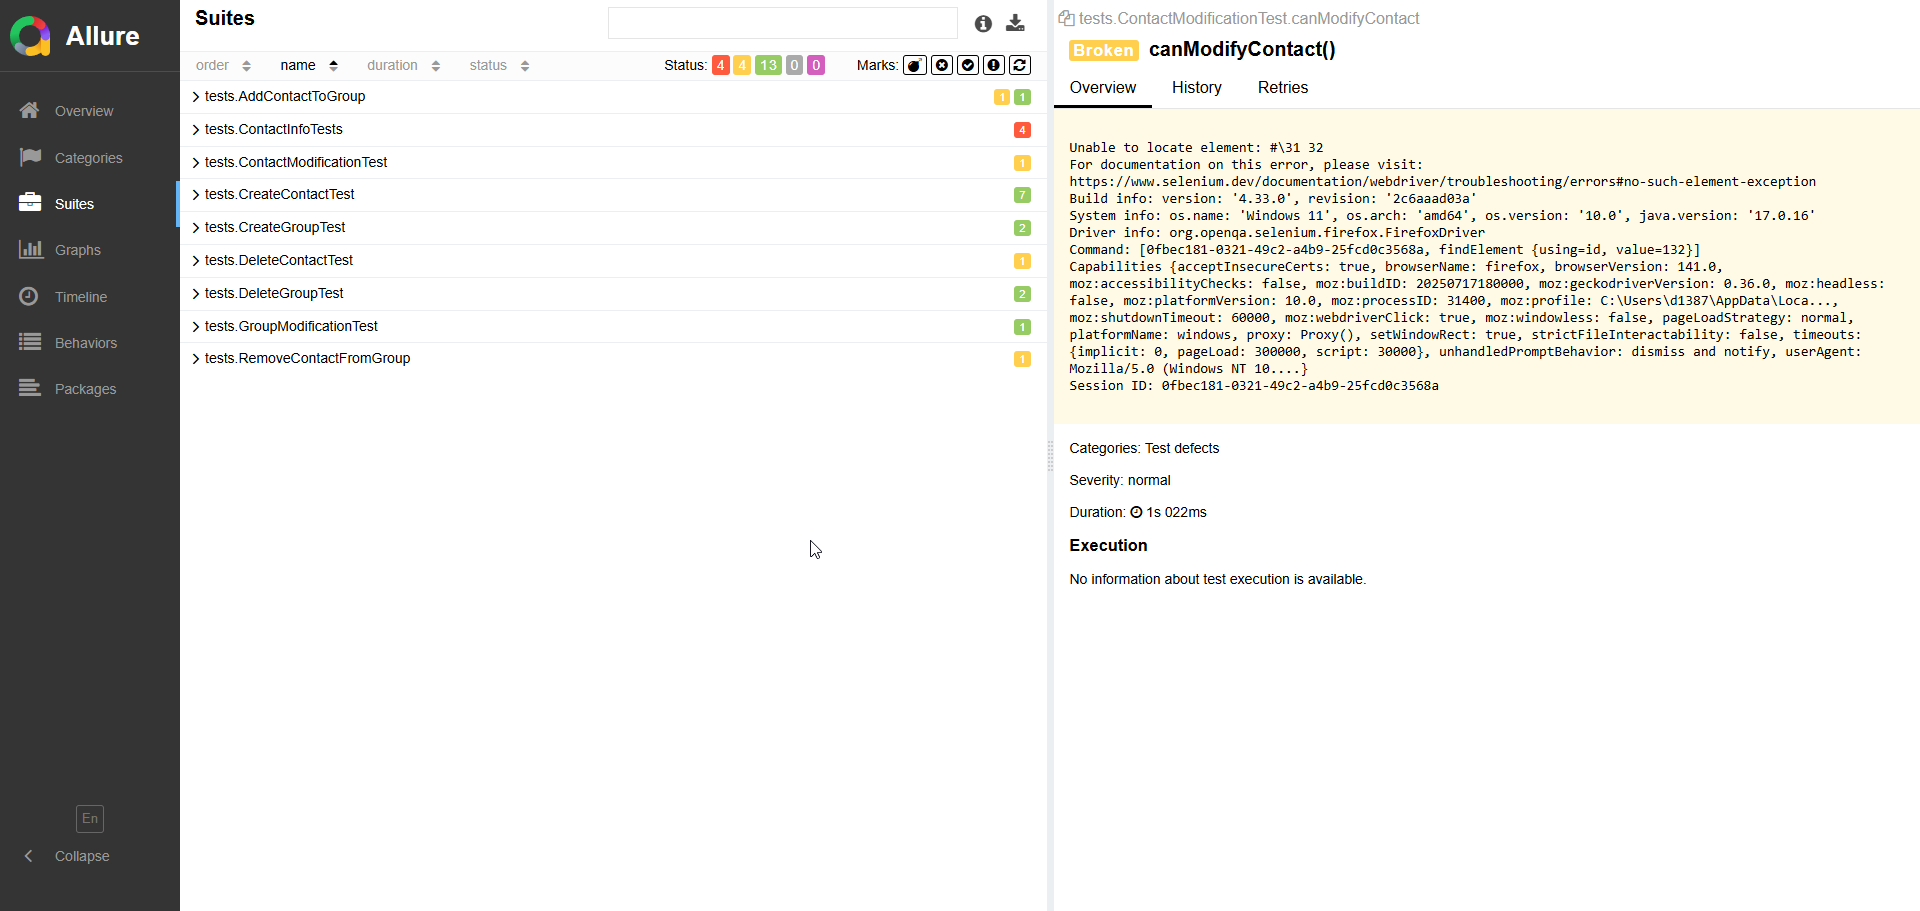 Allure
Overview
Categories
Suites
Graphs
Timeline
Behaviors
Packages
En
Collapse
Suites
order name duration status Status: 4 4 13 0 0 Marks:
tests.AddContactToGroup 1 1
tests.ContactInfoTests 4
tests.ContactModificationTest 1
tests.CreateContactTest 7
tests.CreateGroupTest 2
tests.DeleteContactTest 1
tests.DeleteGroupTest 2
tests.GroupModificationTest 1
tests.RemoveContactFromGroup 1
tests.ContactModificationTest.canModifyContact
Broken canModifyContact()
Overview History Retries
Unable to locate element: #\31 32
For documentation on this error, please visit:
https://www.selenium.dev/documentation/webdriver/troubleshooting/errors#no-such-element-exception
Build info: version: '4.33.0', revision: '2c6aaad03a'
System info: os.name: 'Windows 11', os.arch: 'amd64', os.version: '10.0', java.version: '17.0.16'
Driver info: org.openqa.selenium.firefox.FirefoxDriver
Command: [0fbec181-0321-49c2-a4b9-25fcd0c3568a, findElement {using=id, value=132}]
Capabilities {acceptInsecureCerts: true, browserName: firefox, browserVersion: 141.0,
moz:accessibilityChecks: false, moz:buildID: 20250717180000, moz:geckodriverVersion: 0.36.0, moz:headless:
false, moz:platformVersion: 10.0, moz:processID: 31400, moz:profile: C:\Users\d1387\AppData\Loca...,
moz:shutdownTimeout: 60000, moz:webdriverClick: true, moz:windowless: false, pageLoadStrategy: normal,
platformName: windows, proxy: Proxy(), setWindowRect: true, strictFileInteractability: false, timeouts:
{implicit: 0, pageLoad: 300000, script: 30000}, unhandledPromptBehavior: dismiss and notify, userAgent:
Mozilla/5.0 (Windows NT 10....}
Session ID: 0fbec181-0321-49c2-a4b9-25fcd0c3568a
Categories: Test defects
Severity: normal
Duration: 1s 022ms
Execution
No information about test execution is available.